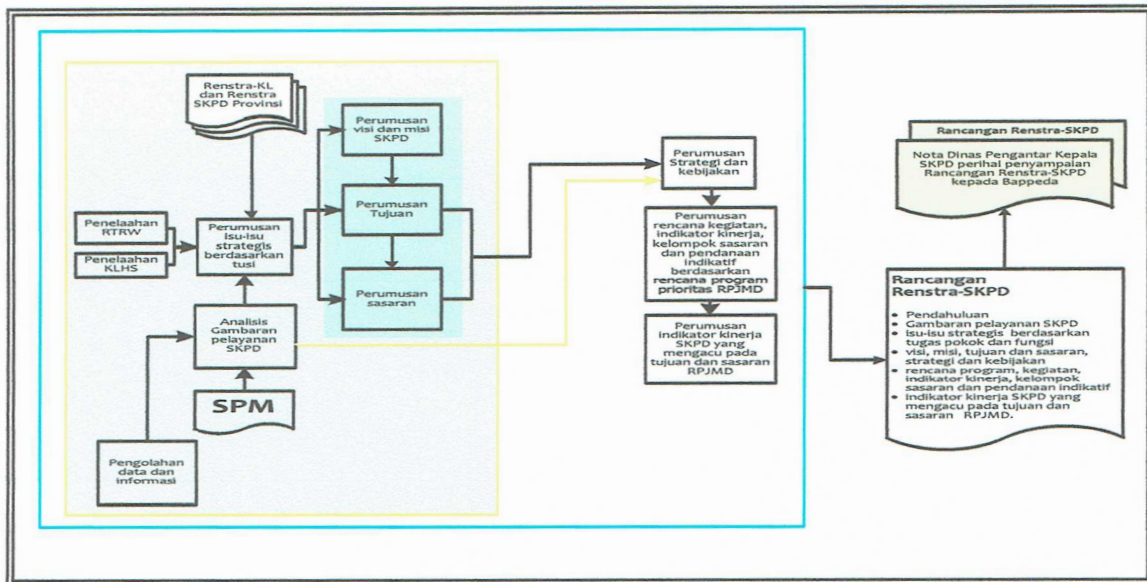 Renstra-KL
dan Renstra
SKPD Provinsi
Perumusan
visi dan misi
SKPD
Penelaahan
RTRW
Penelaahan
KLHS
Perumusan
Isu-isu
strategis
berdasarkan
tusi
Perumusan
Tujuan
Perumusan
sasaran
Analisis
Gambaran
pelayanan
SKPD
SPM
Pengolahan
data dan
informasi
Perumusan
Strategi dan
kebijakan
Perumusan
rencana kegiatan,
indikator kinerja,
kelompok sasaran
dan pendanaan
indikatif
berdasarkan
rencana program
prioritas RPJMD
Perumusan
indikator kinerja
SKPD yang
mengacu pada
tujuan dan sasaran
RPJMD
Rancangan Renstra-SKPD
Nota Dinas Pengantar Kepala
SKPD perihal penyampaian
Rancangan Renstra-SKPD
kepada Bappeda
Rancangan
Renstra-SKPD
• Pendahuluan
• Gambaran pelayanan SKPD
• Isu-isu strategis berdasarkan
tugas pokok dan fungsi
• visi, misi, tujuan dan sasaran,
strategi dan kebijakan
• rencana program, kegiatan,
indikator kinerja, kelompok
sasaran dan pendanaan indikatif
• Indikator kinerja SKPD yang
mengacu pada tujuan dan
sasaran RPJMD.